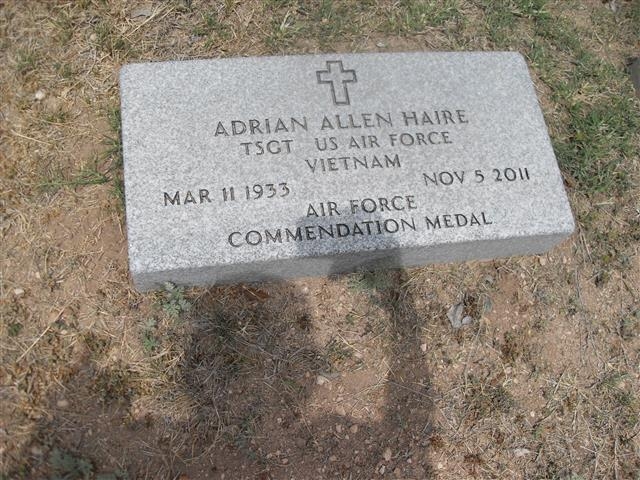 ADRIAN ALLEN HAIRE
TSGT US AIR FORCE
VIETNAM
MAR 11 1933 NOV 5 2011
AIR FORCE
COMMENDATION MEDAL